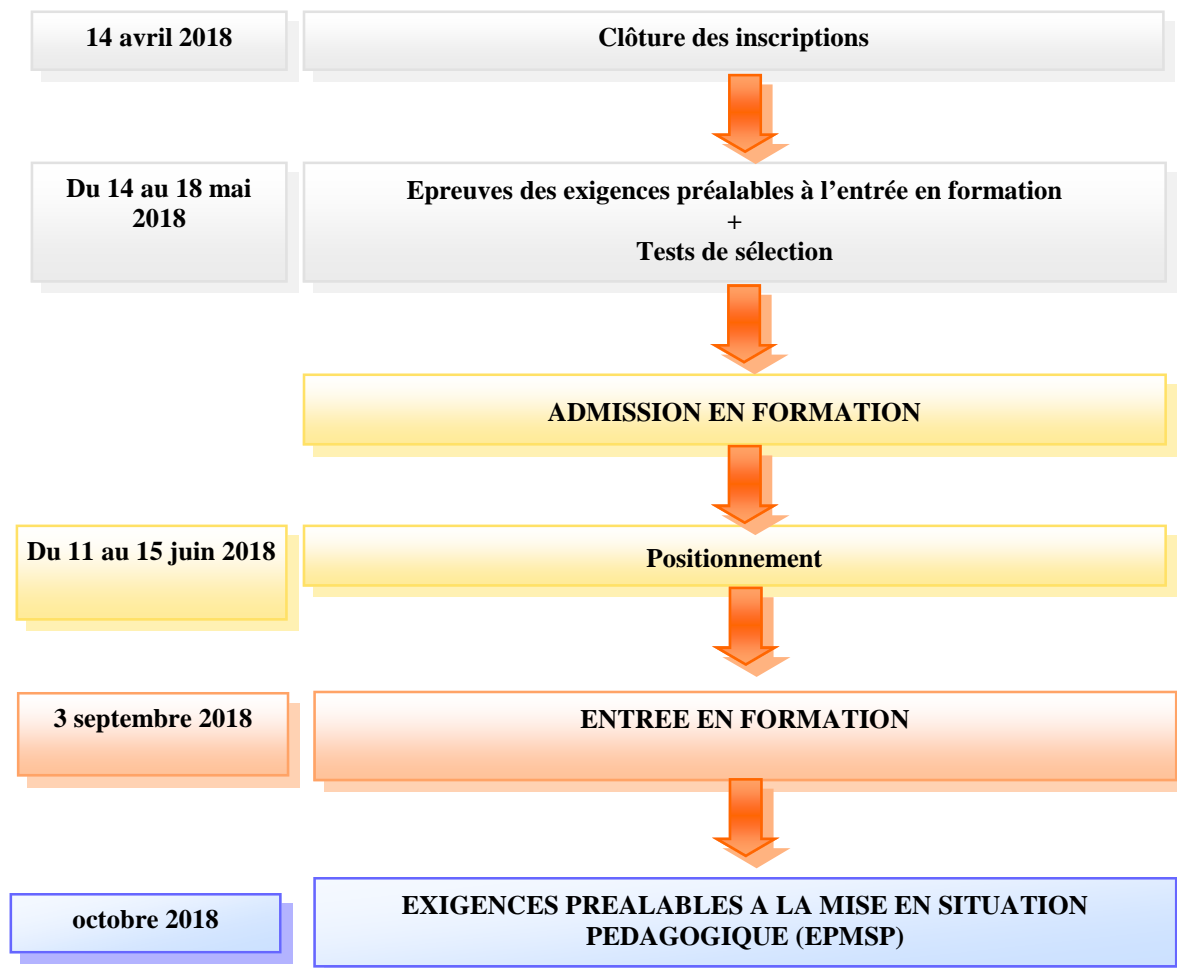 14 avril 2018
Clôture des inscriptions
Du 14 au 18 mai
2018
Epreuves des exigences préalables à l’entrée en formation
+
Tests de sélection
ADMISSION EN FORMATION
Du 11 au 15 juin 2018
Positionnement
3 septembre 2018
ENTREE EN FORMATION
octobre 2018
EXIGENCES PREALABLES A LA MISE EN SITUATION
PEDAGOGIQUE (EPMSP)